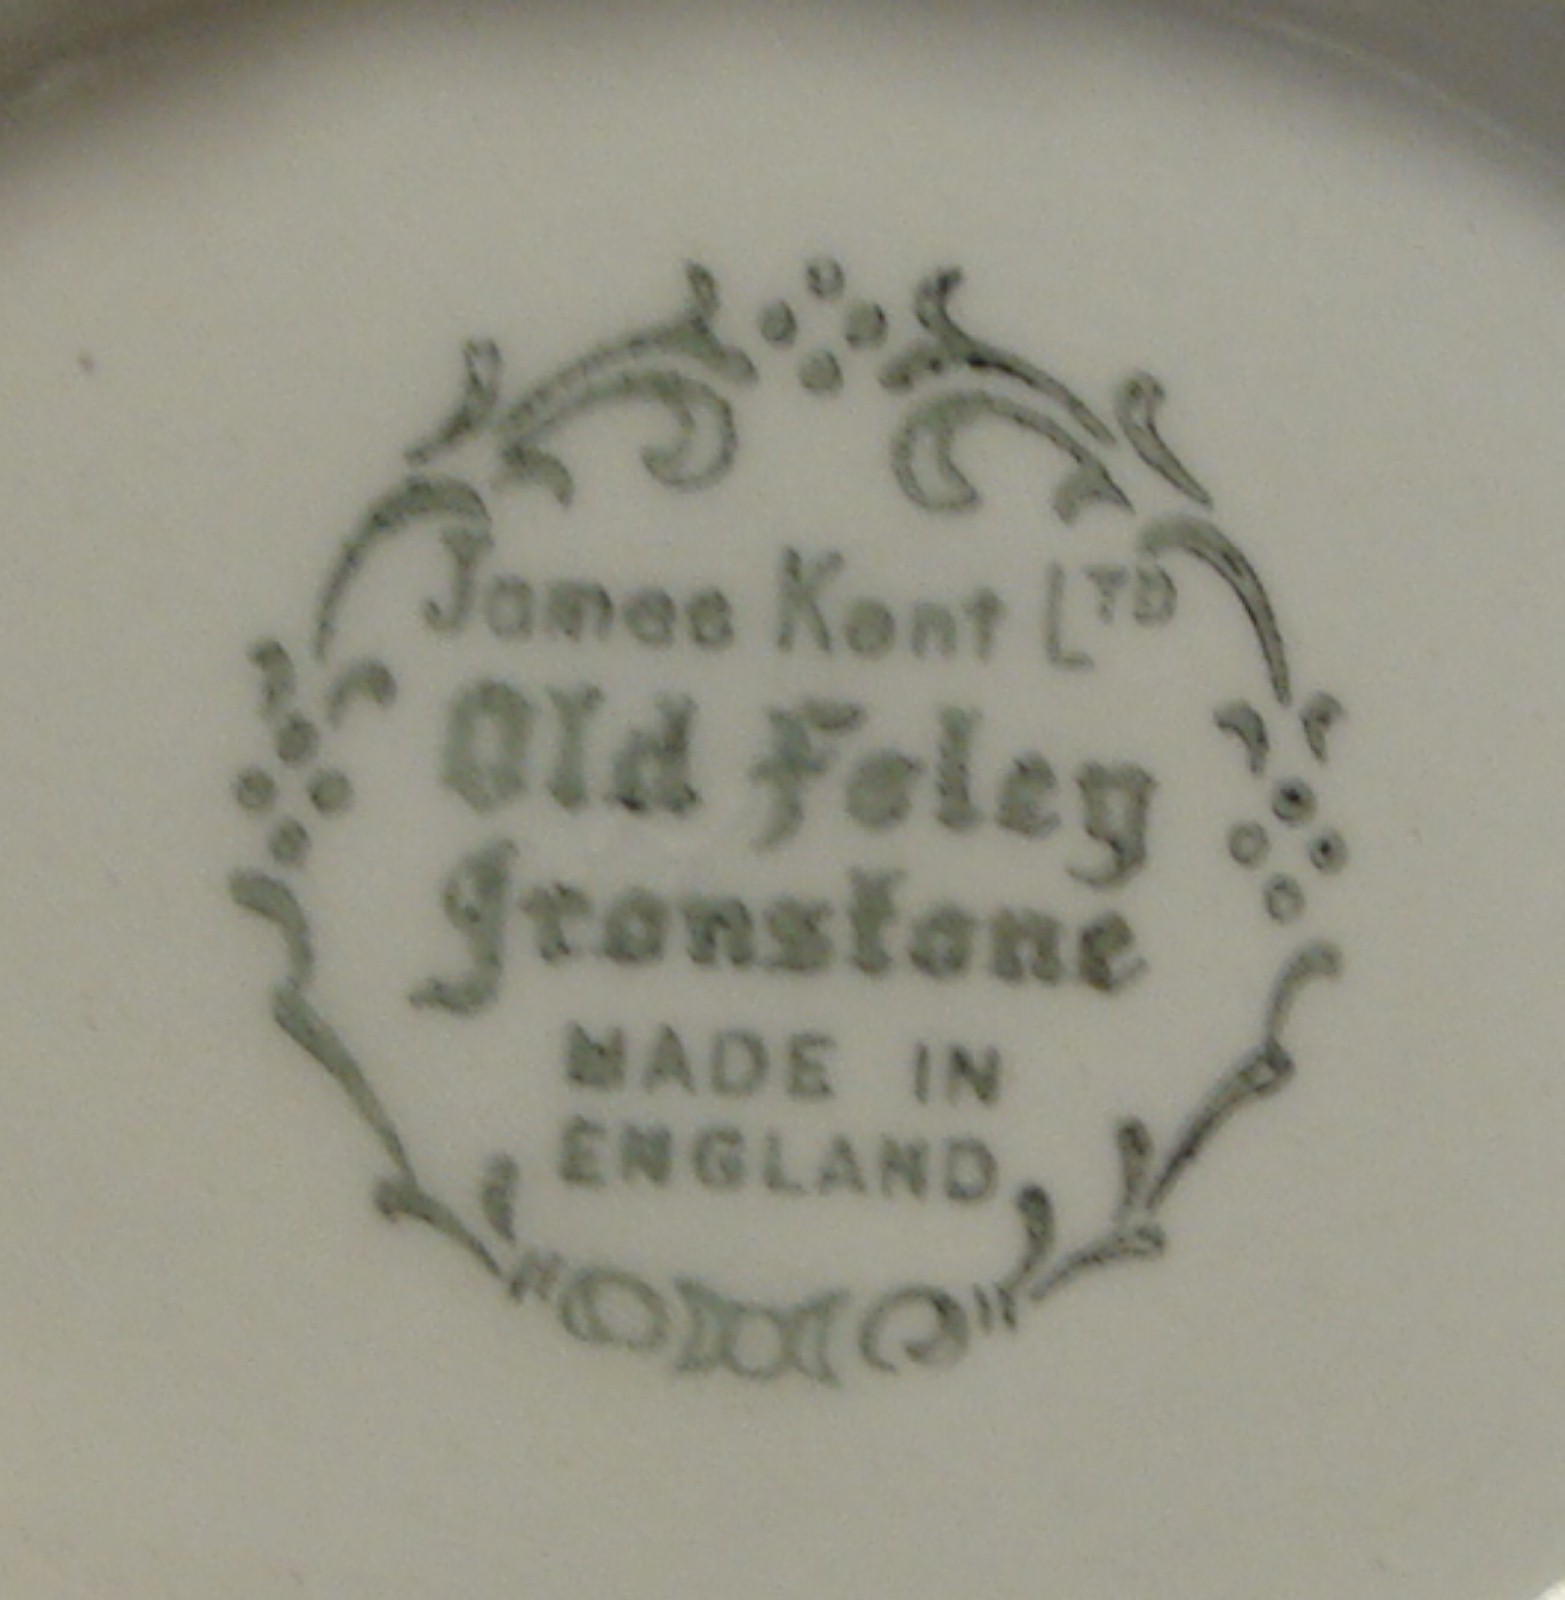 James Kent LTD
Old Foley
Ironstone
MADE IN
ENGLAND